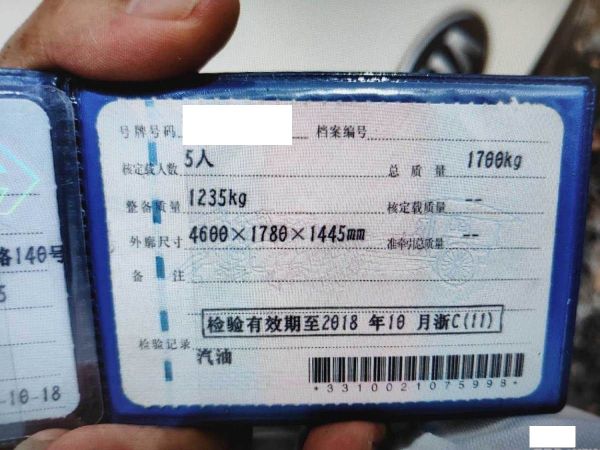 号牌号码 档案编号
核定载人数 5人 总质量 1700kg
整备质量 1235kg 核定载质量 --
外廓尺寸 4600×1780×1445mm 准牵引总质量 --
备注
路140号
检验有效期至2018 年10 月浙C(11)
检验记录
汽油
-10-18
*3310021075998*